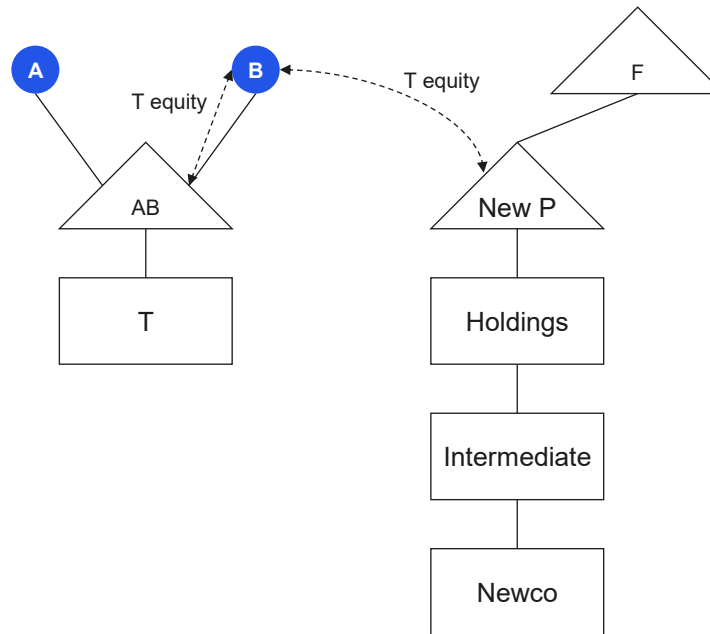 A
B
T equity
T equity
F
AB
New P
T
Holdings
Intermediate
Newco